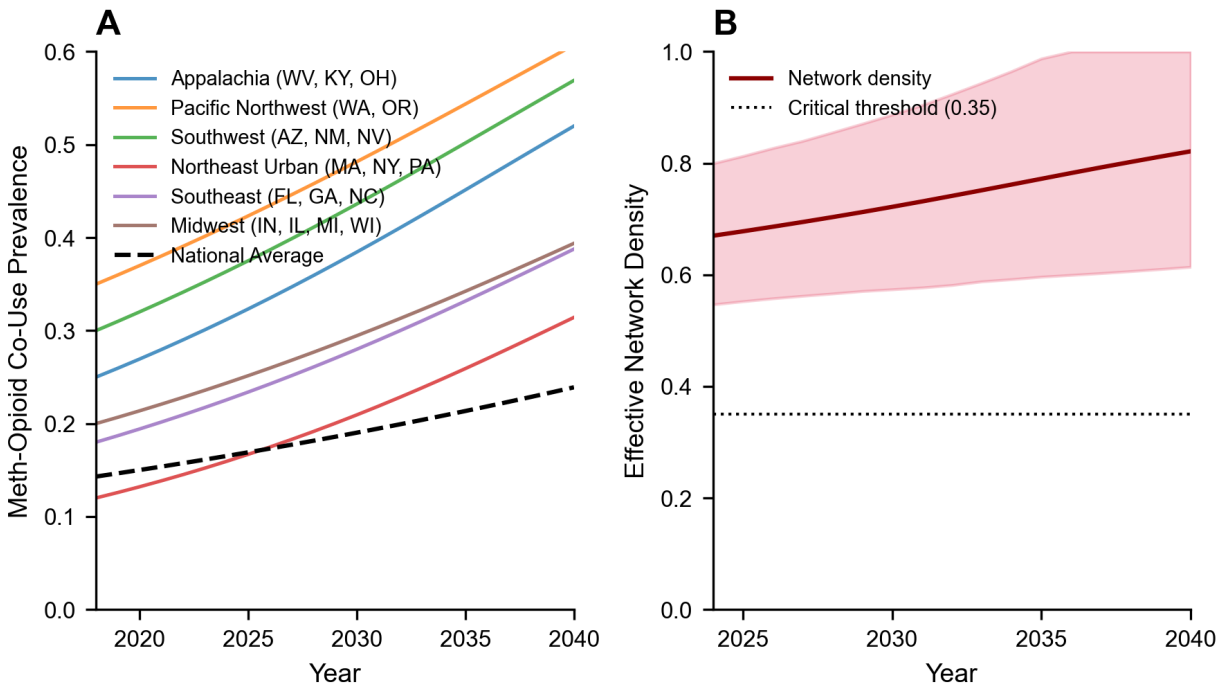 A
Meth-Opioid Co-Use Prevalence
0.6
0.5
0.4
0.3
0.2
0.1
0.0
Appalachia (WV, KY, OH)
Pacific Northwest (WA, OR)
Southwest (AZ, NM, NV)
Northeast Urban (MA, NY, PA)
Southeast (FL, GA, NC)
Midwest (IN, IL, MI, WI)
National Average
2020 2025 2030 2035 2040
Year
B
Effective Network Density
1.0
0.8
0.6
0.4
0.2
0.0
Network density
Critical threshold (0.35)
2025 2030 2035 2040
Year